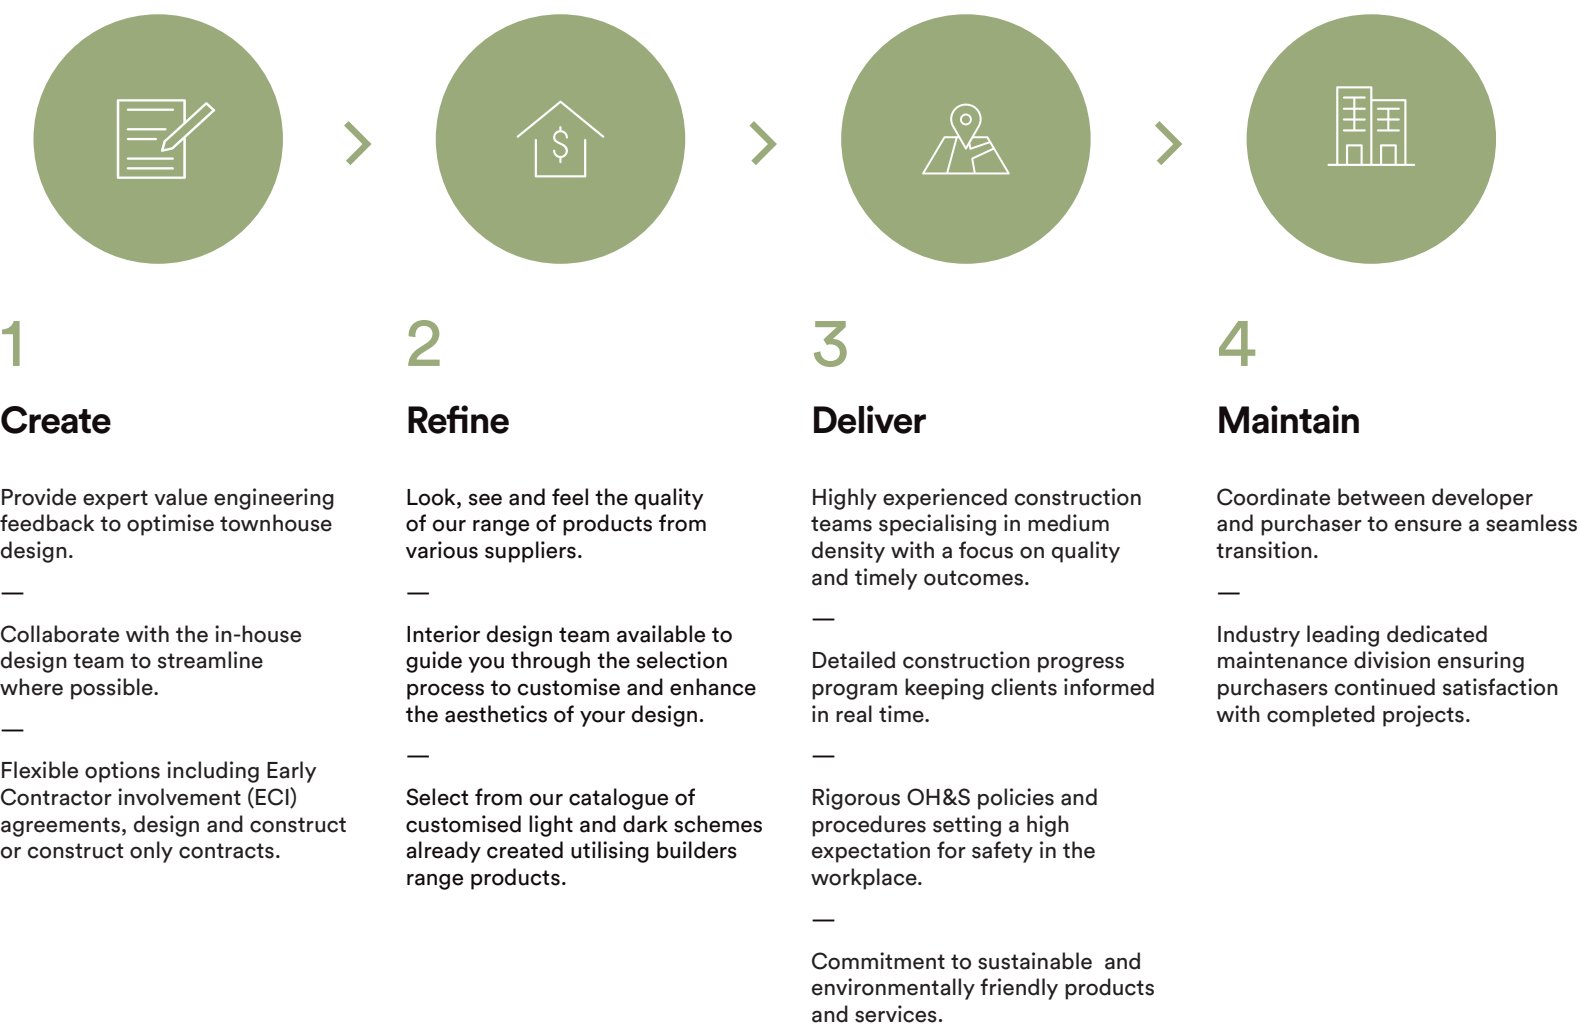 1
Create
Provide expert value engineering
feedback to optimise townhouse
design.
—
Collaborate with the in-house
design team to streamline
where possible.
—
Flexible options including Early
Contractor involvement (ECI)
agreements, design and construct
or construct only contracts.
2
Refine
Look, see and feel the quality
of our range of products from
various suppliers.
—
Interior design team available to
guide you through the selection
process to customise and enhance
the aesthetics of your design.
—
Select from our catalogue of
customised light and dark schemes
already created utilising builders
range products.
3
Deliver
Highly experienced construction
teams specialising in medium
density with a focus on quality
and timely outcomes.
—
Detailed construction progress
program keeping clients informed
in real time.
—
Rigorous OH&S policies and
procedures setting a high
expectation for safety in the
workplace.
—
Commitment to sustainable  and
environmentally friendly products
and services.
4
Maintain
Coordinate between developer
and purchaser to ensure a seamless
transition.
—
Industry leading dedicated
maintenance division ensuring
purchasers continued satisfaction
with completed projects.